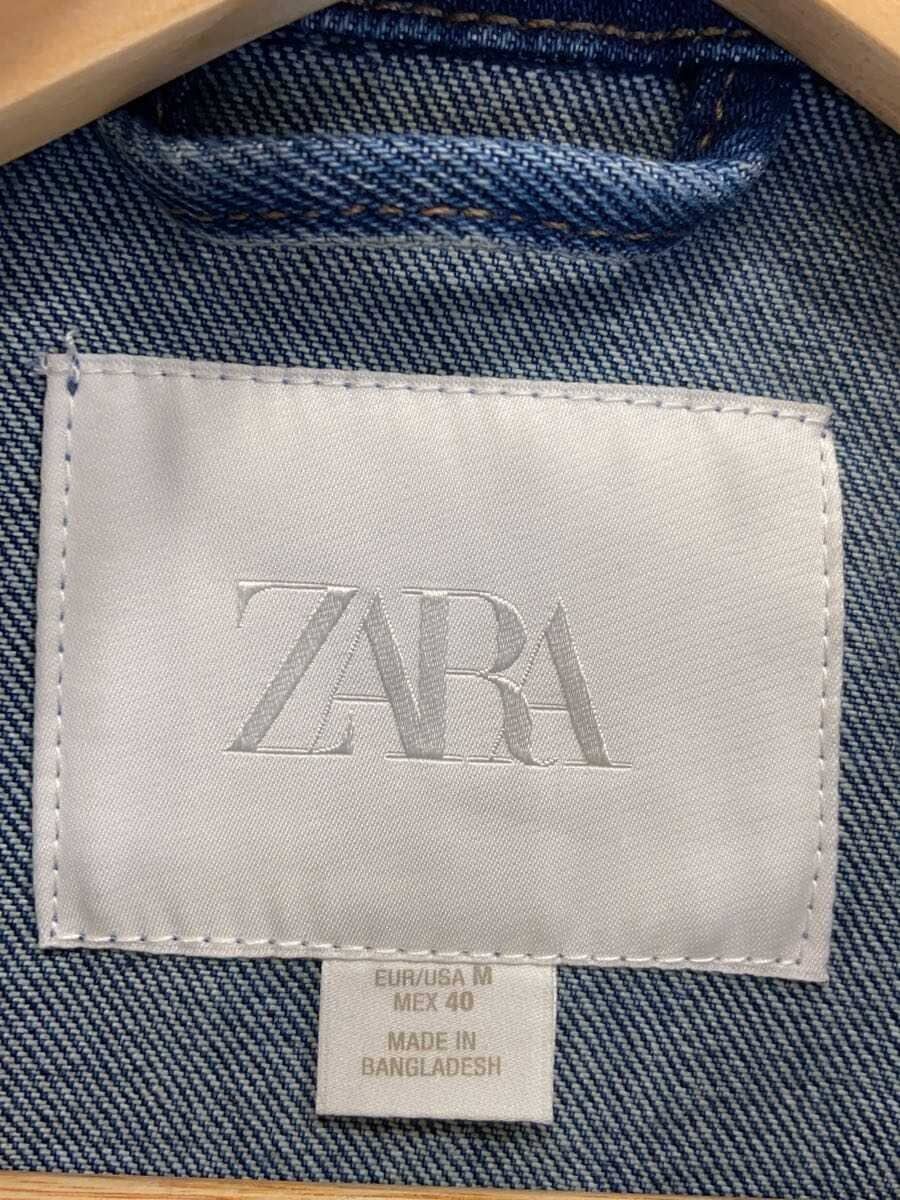 ZARA
EUR/USA M
MEX 40
MADE IN
BANGLADESH